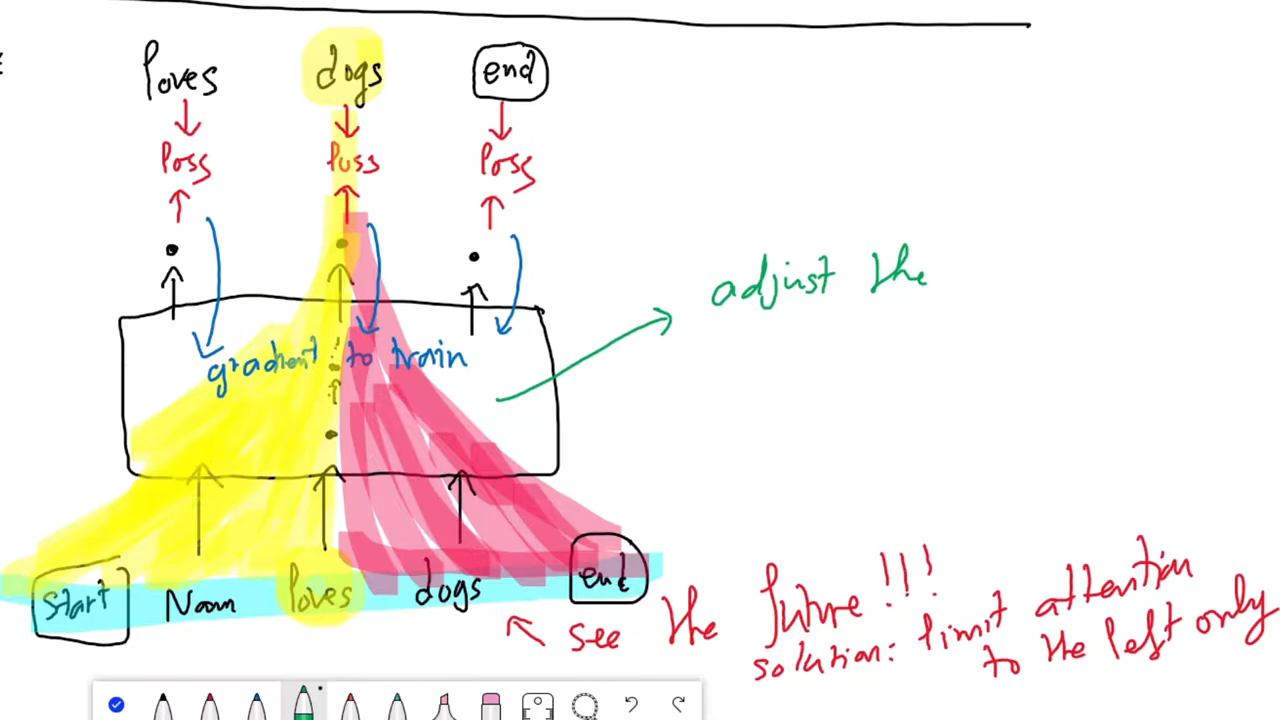 loves dogs end
loss loss loss
adjust the
gradient to train
start Noam loves dogs end
see the future!!!
solution: limit attention
to the left only